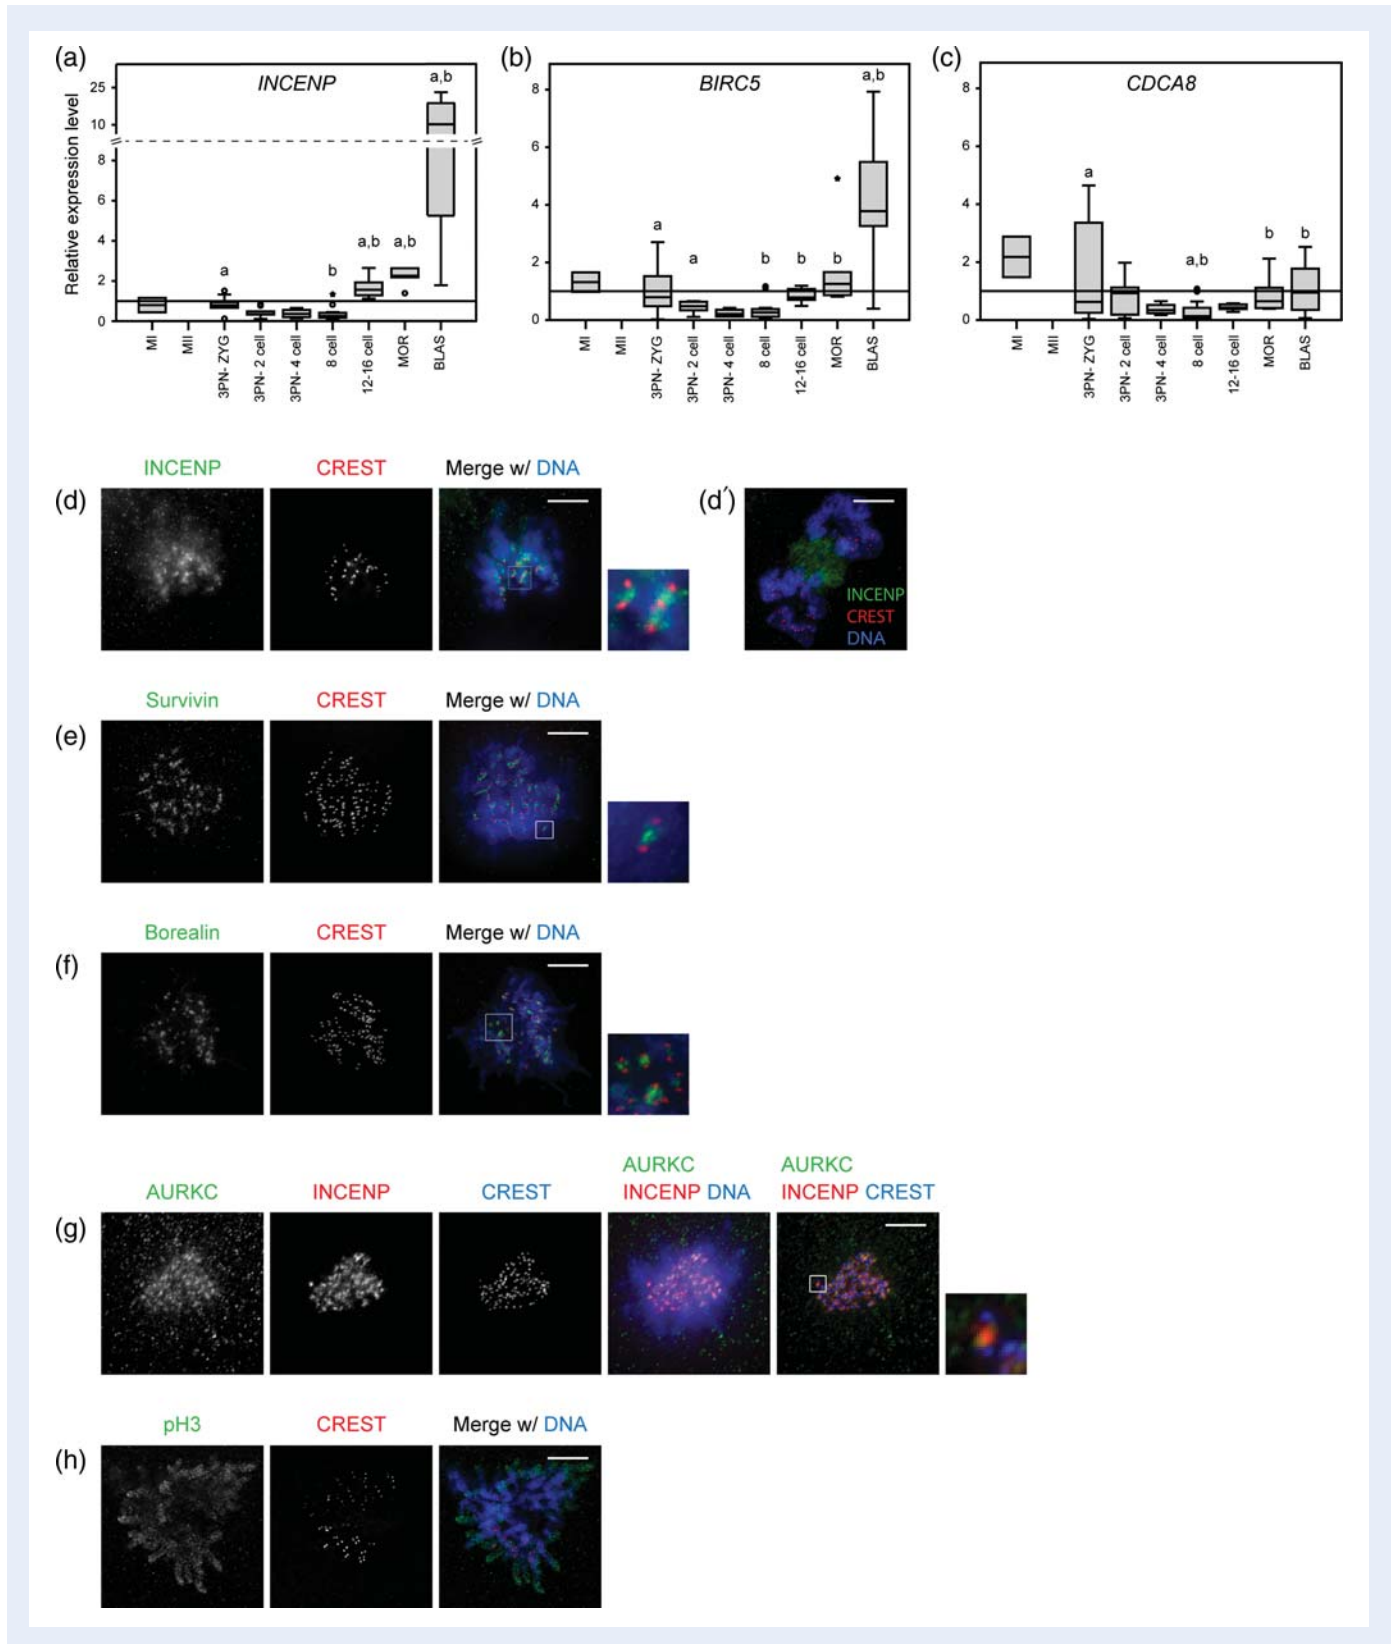 (a)
INCENP
Relative expression level
25
10
8
6
4
2
0
a
b
a,b
a,b
a,b
MI
MII
3PN- ZYG
3PN- 2 cell
3PN- 4 cell
8 cell
12-16 cell
MOR
BLAS
(b)
BIRC5
8
6
4
2
0
a
a
b
b
b
a,b
MI
MII
3PN- ZYG
3PN- 2 cell
3PN- 4 cell
8 cell
12-16 cell
MOR
BLAS
(c)
CDCA8
8
6
4
2
0
a
a,b
b
b
MI
MII
3PN- ZYG
3PN- 2 cell
3PN- 4 cell
8 cell
12-16 cell
MOR
BLAS
INCENP CREST Merge w/ DNA
(d)
(d′)
INCENP
CREST
DNA
Survivin CREST Merge w/ DNA
(e)
Borealin CREST Merge w/ DNA
(f)
AURKC INCENP CREST
AURKC
INCENP DNA
AURKC
INCENP CREST
(g)
pH3 CREST Merge w/ DNA
(h)